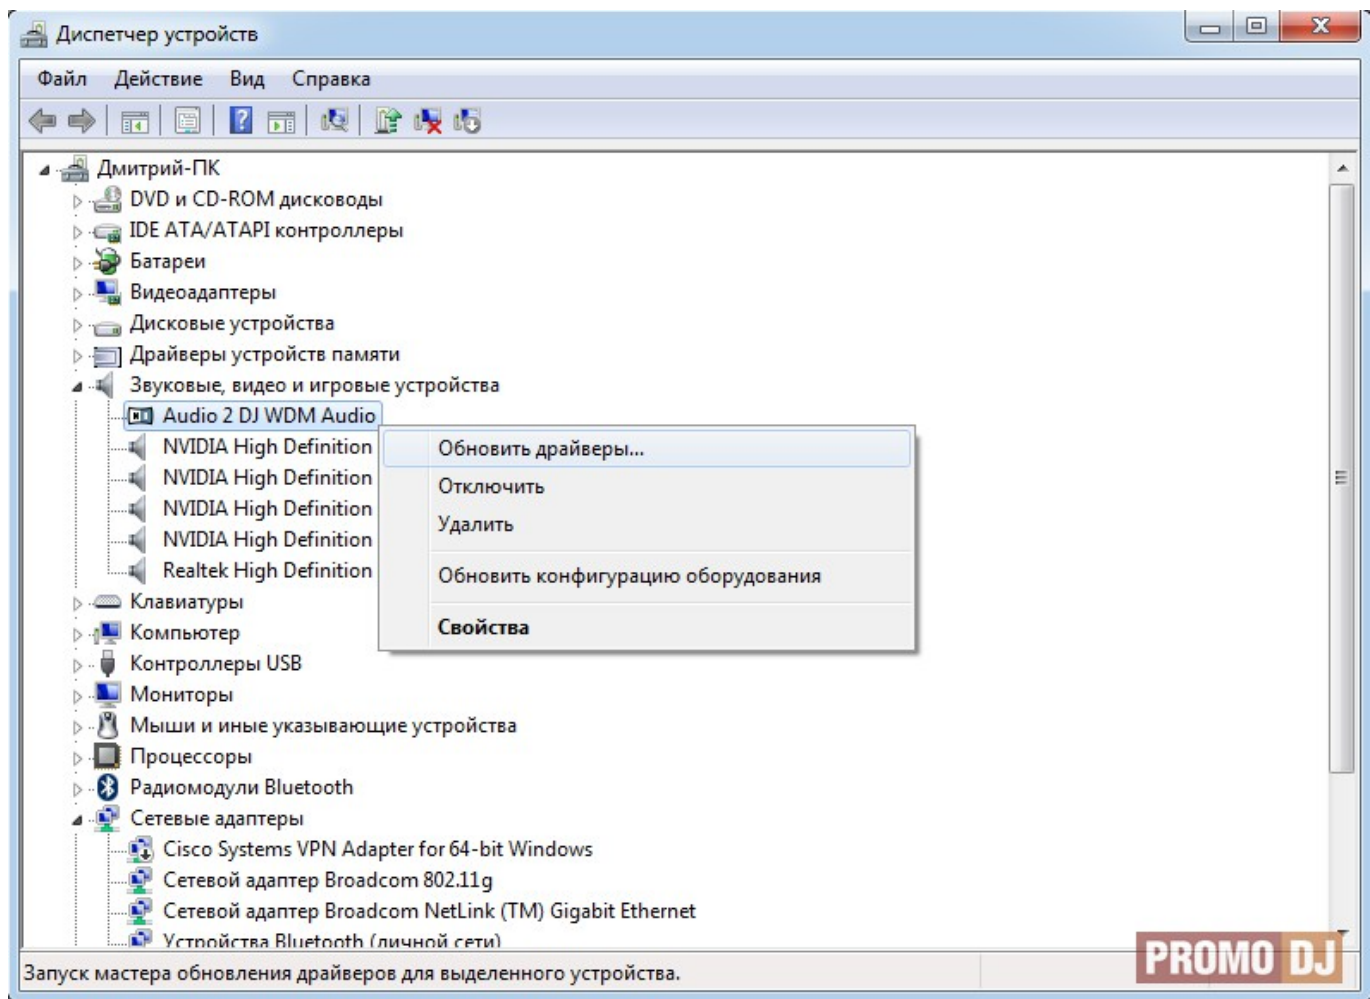 Диспетчер устройств
Файл Действие Вид Справка
Дмитрий-ПК
DVD и CD-ROM дисководы
IDE ATA/ATAPI контроллеры
Батареи
Видеоадаптеры
Дисковые устройства
Драйверы устройств памяти
Звуковые, видео и игровые устройства
Audio 2 DJ WDM Audio
NVIDIA High Definition
NVIDIA High Definition
NVIDIA High Definition
NVIDIA High Definition
Realtek High Definition
Обновить драйверы...
Отключить
Удалить
Обновить конфигурацию оборудования
Свойства
Клавиатуры
Компьютер
Контроллеры USB
Мониторы
Мыши и иные указывающие устройства
Процессоры
Радиомодули Bluetooth
Сетевые адаптеры
Cisco Systems VPN Adapter for 64-bit Windows
Сетевой адаптер Broadcom 802.11g
Сетевой адаптер Broadcom NetLink (TM) Gigabit Ethernet
Устройства Bluetooth (личной сети)
Запуск мастера обновления драйверов для выделенного устройства.
PROMO DJ